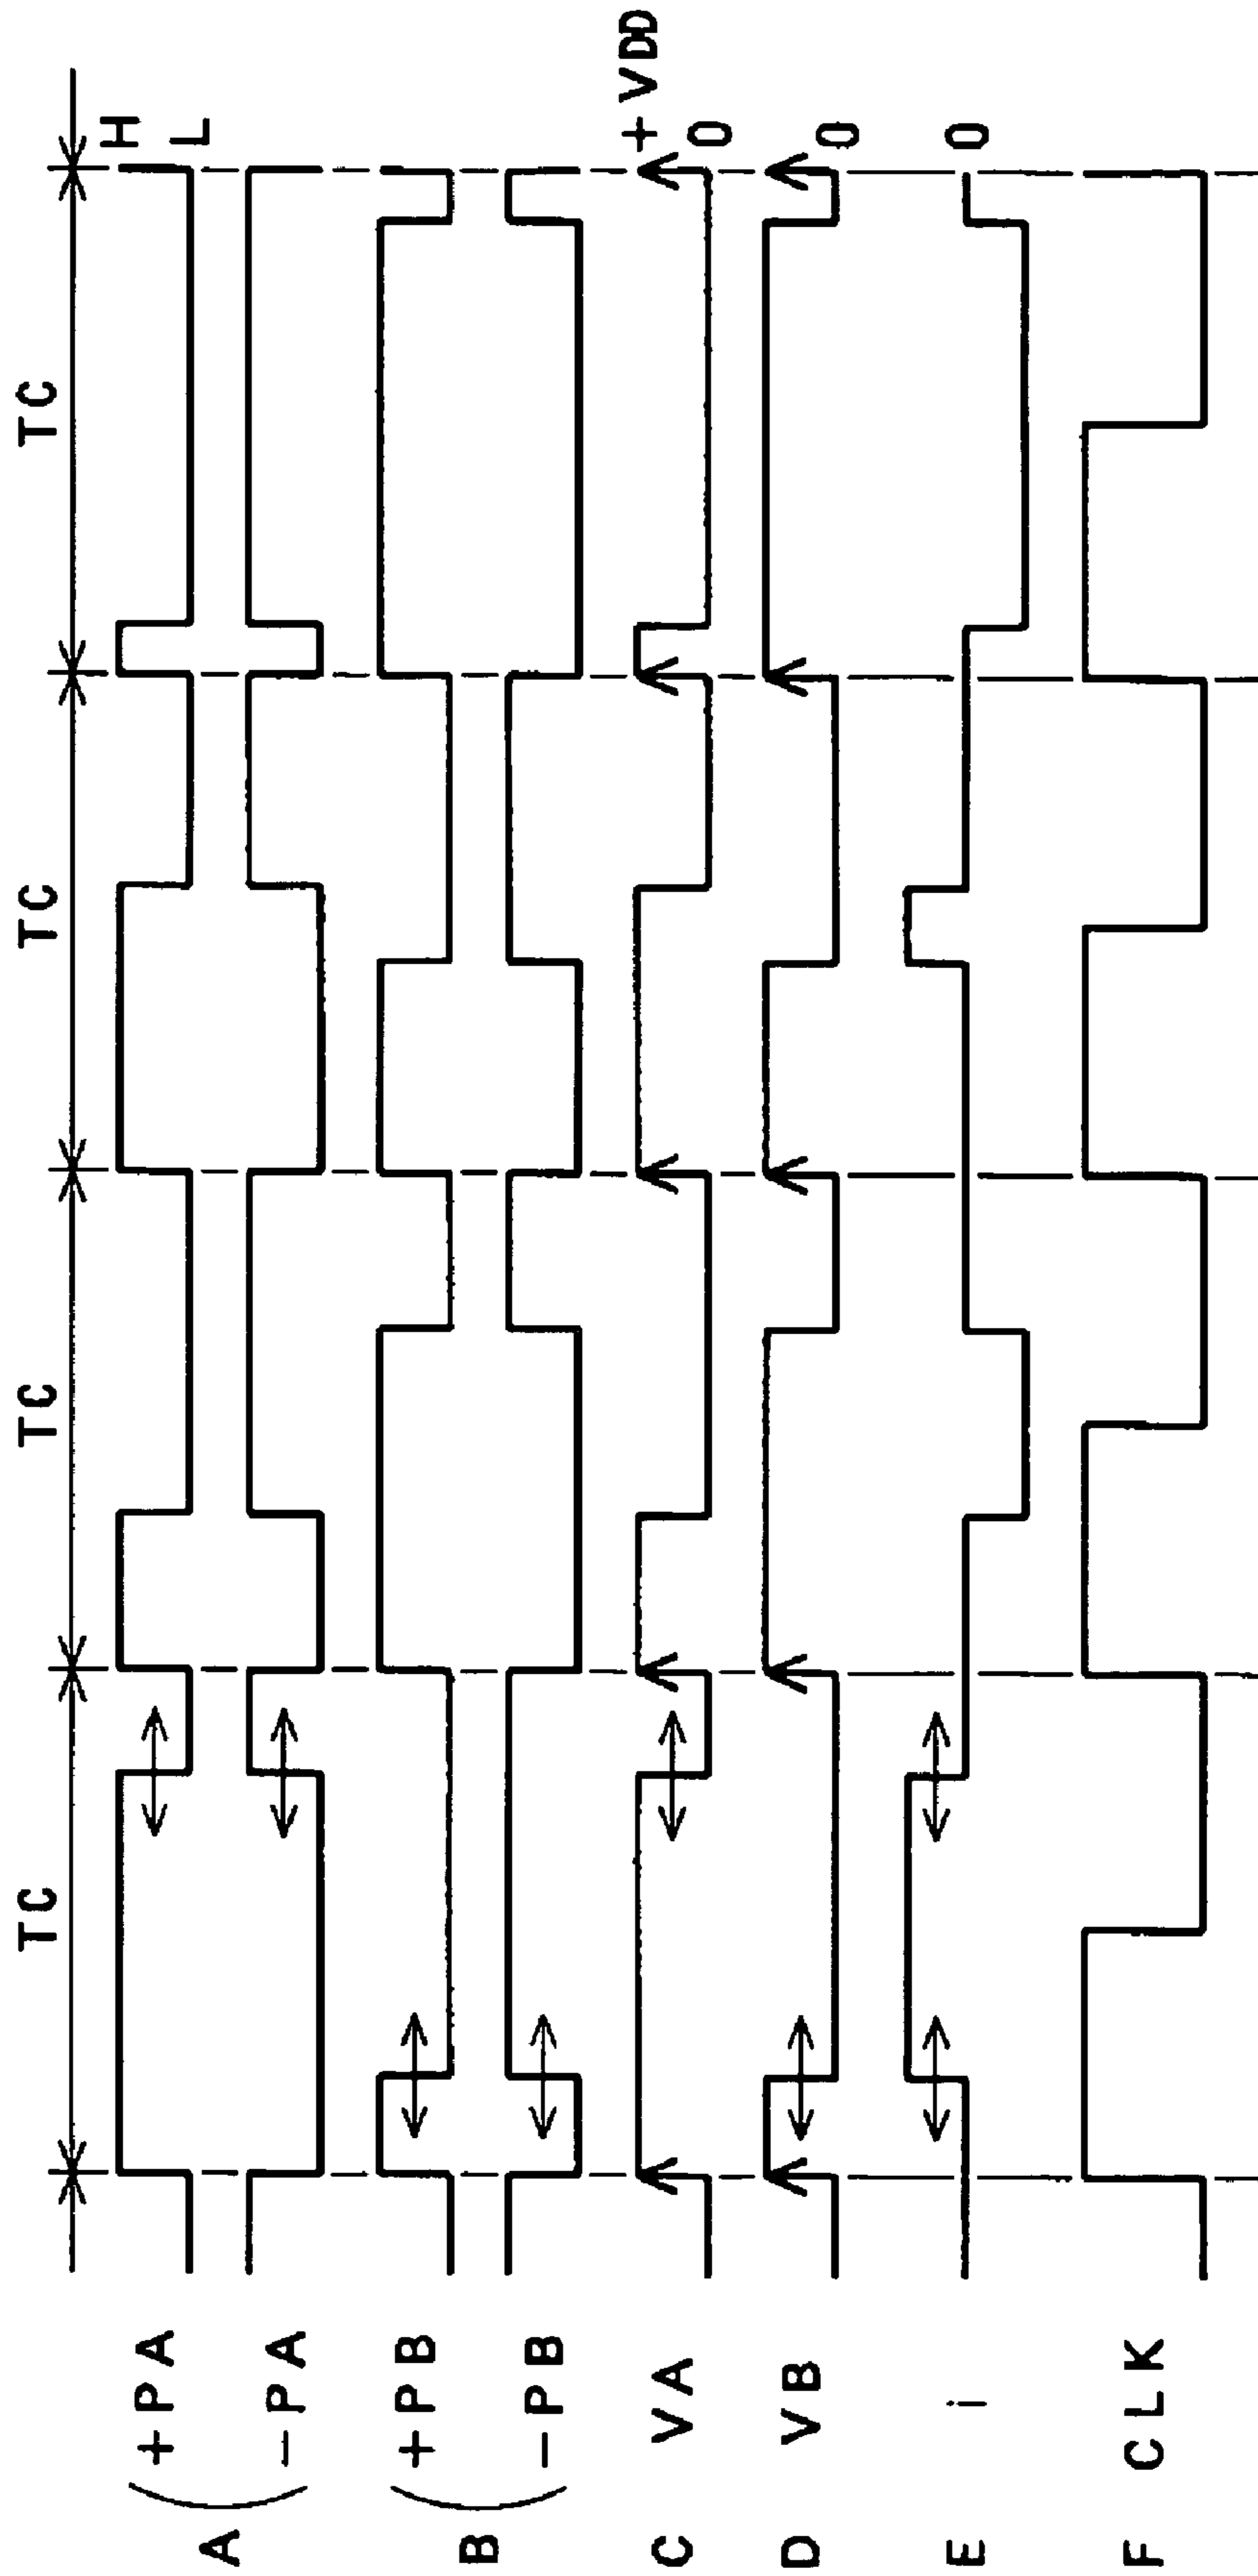 TC TC TC TC
A +PA H
-PA L
B +PB
-PB
C VA +VDD
0
D VB 0
E i 0
F CLK